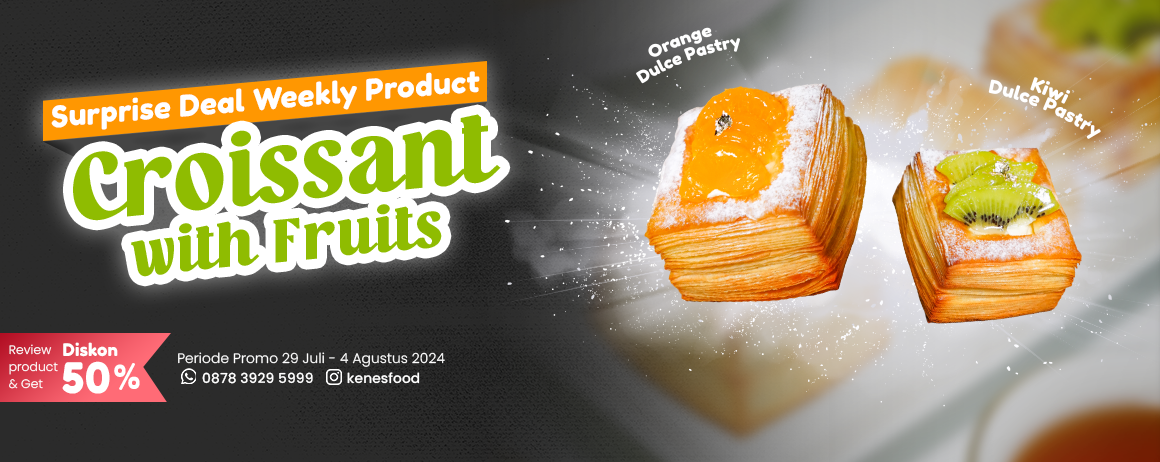 Surprise Deal Weekly Product
Croissant
with Fruits
Orange
Dulce Pastry
Kiwi
Dulce Pastry
Review
product
& Get
Diskon
50%
Periode Promo 29 Juli - 4 Agustus 2024
0878 3929 5999 kenesfood